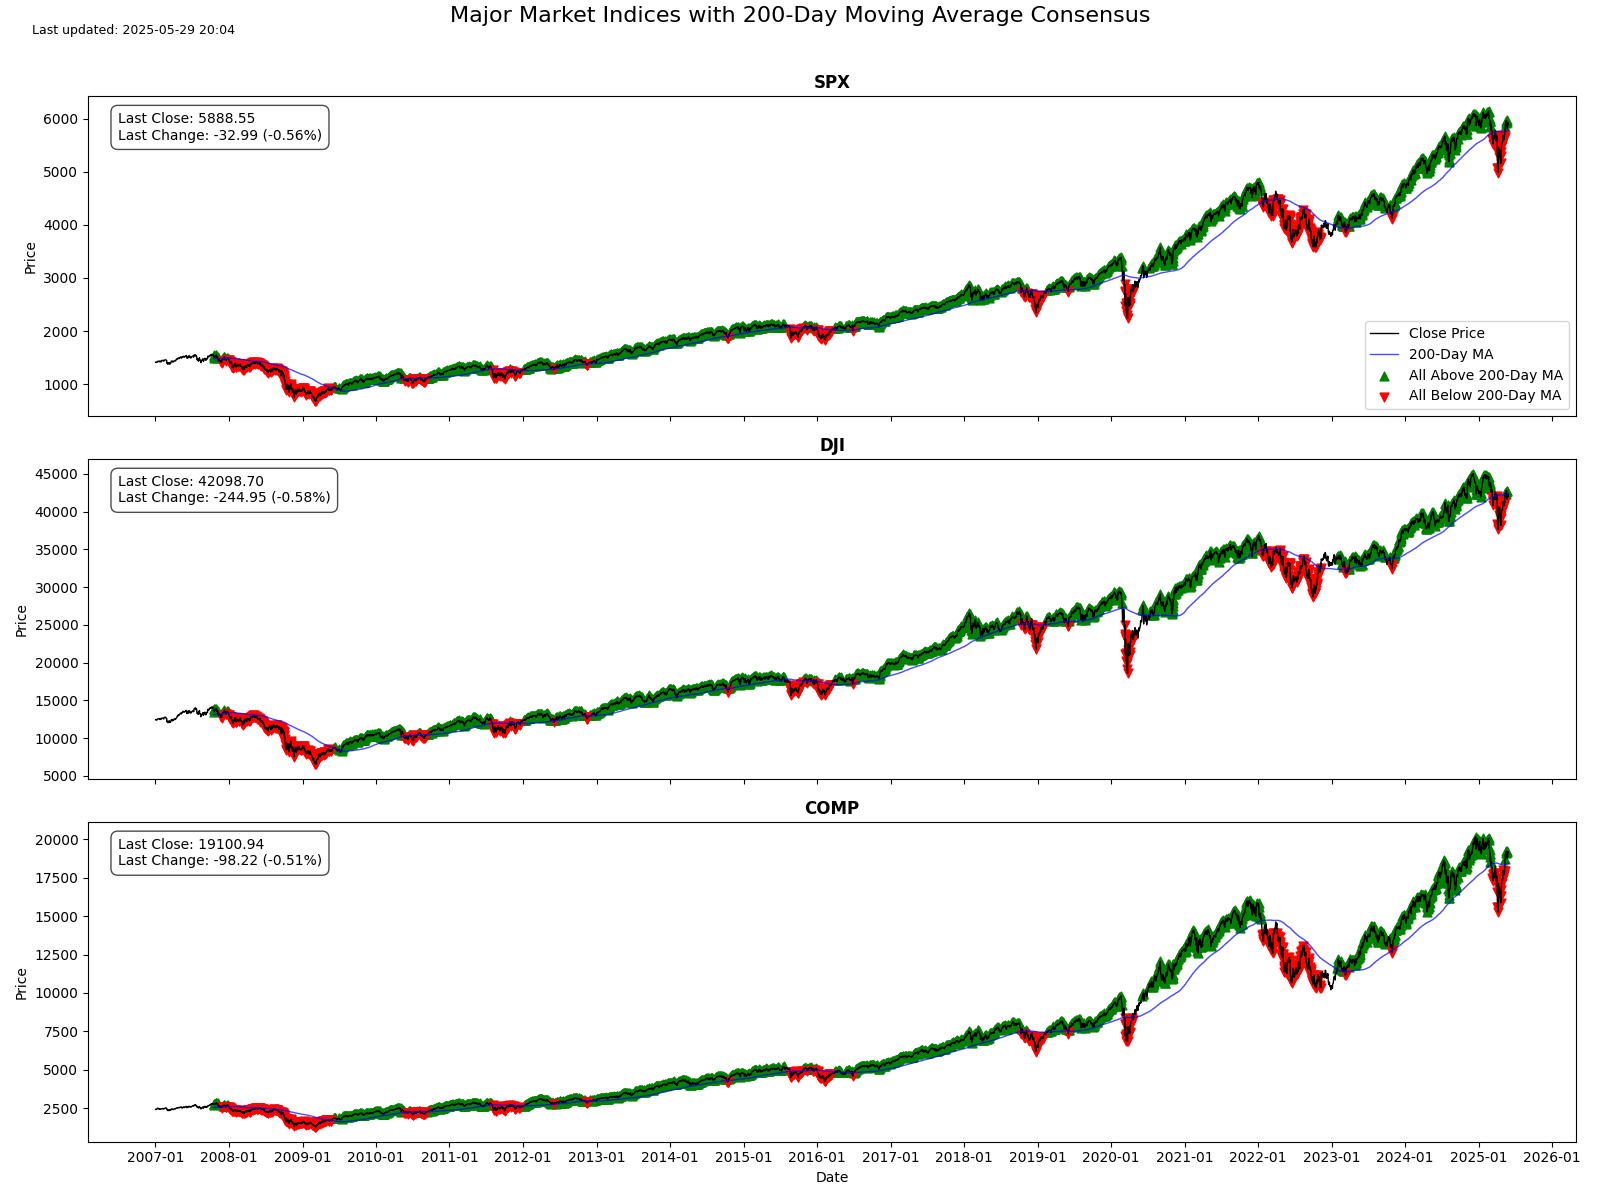 Major Market Indices with 200-Day Moving Average Consensus
Last updated: 2025-05-29 20:04
SPX
Last Close: 5888.55
Last Change: -32.99 (-0.56%)
6000
5000
4000
3000
2000
1000
Price
Close Price
200-Day MA
All Above 200-Day MA
All Below 200-Day MA
DJI
Last Close: 42098.70
Last Change: -244.95 (-0.58%)
45000
40000
35000
30000
25000
20000
15000
10000
5000
Price
COMP
Last Close: 19100.94
Last Change: -98.22 (-0.51%)
20000
17500
15000
12500
10000
7500
5000
2500
Price
2007-01 2008-01 2009-01 2010-01 2011-01 2012-01 2013-01 2014-01 2015-01 2016-01 2017-01 2018-01 2019-01 2020-01 2021-01 2022-01 2023-01 2024-01 2025-01 2026-01
Date